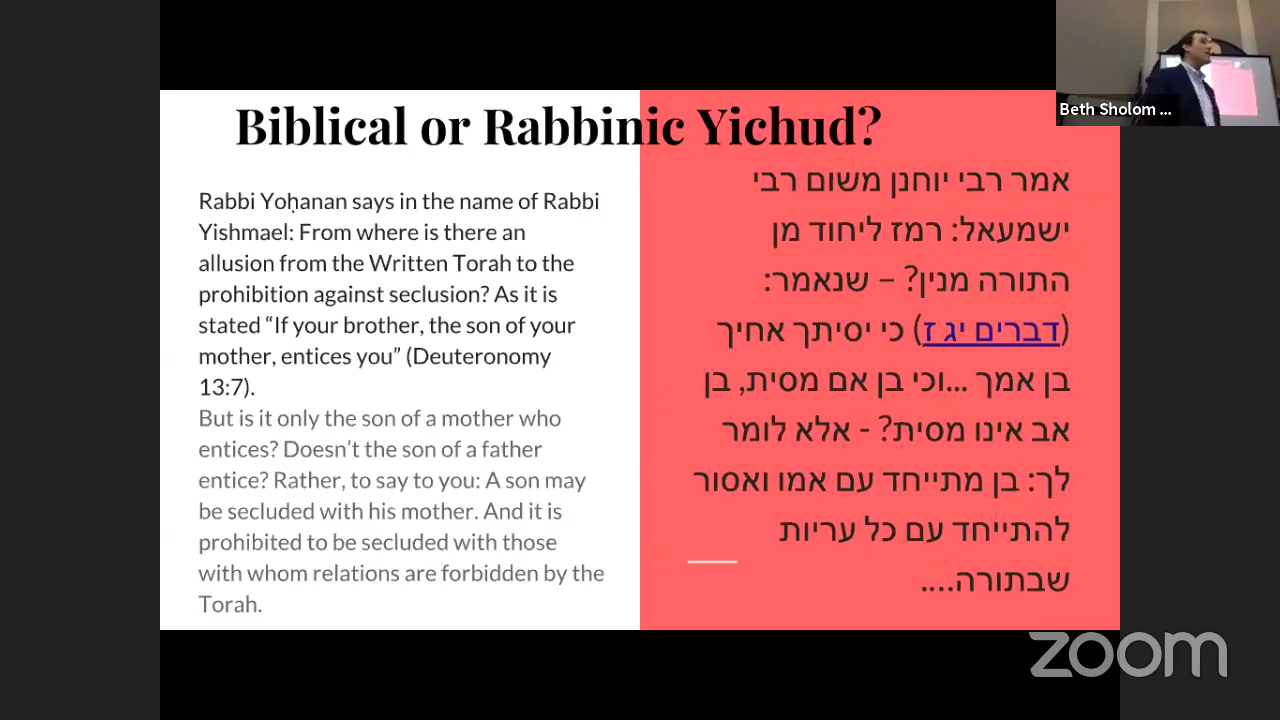 Biblical or Rabbinic Yichud?
Rabbi Yoḥanan says in the name of Rabbi
Yishmael: From where is there an
allusion from the Written Torah to the
prohibition against seclusion? As it is
stated “If your brother, the son of your
mother, entices you” (Deuteronomy
13:7).
But is it only the son of a mother who
entices? Doesn’t the son of a father
entice? Rather, to say to you: A son may
be secluded with his mother. And it is
prohibited to be secluded with those
with whom relations are forbidden by the
Torah.
אמר רבי יוחנן משום רבי
ישמעאל: רמז ליחוד מן
התורה מנין? – שנאמר:
(דברים יג ז) כי יסיתך אחיך
בן אמך ...וכי בן אם מסית, בן
אב אינו מסית? - אלא לומר
לך: בן מתייחד עם אמו ואסור
להתייחד עם כל עריות
שבתורה....
Beth Sholom ...
zoom